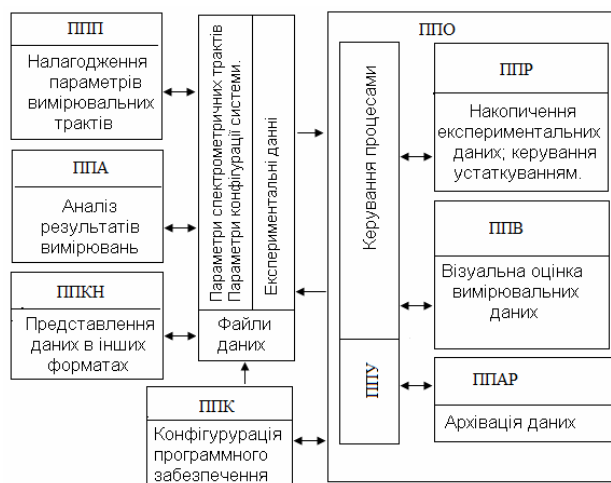 ППП
Налагодження
параметрів
вимірювальних
трактів
ППА
Аналіз
результатів
вимірювань
ППКН
Представлення
даних в інших
форматах
Параметри спектрометричних трактів
Параметри конфігурації системи.
Експериментальні данні
Файли
даних
ППК
Конфігурурація
программного
забезпечення
ППО
Керування процесами
ППУ
ППР
Накопичення
експериментальних
даних; керування
устаткуванням.
ППВ
Візуальна оцінка
вимірювальних
даних
ППАР
Архівація даних